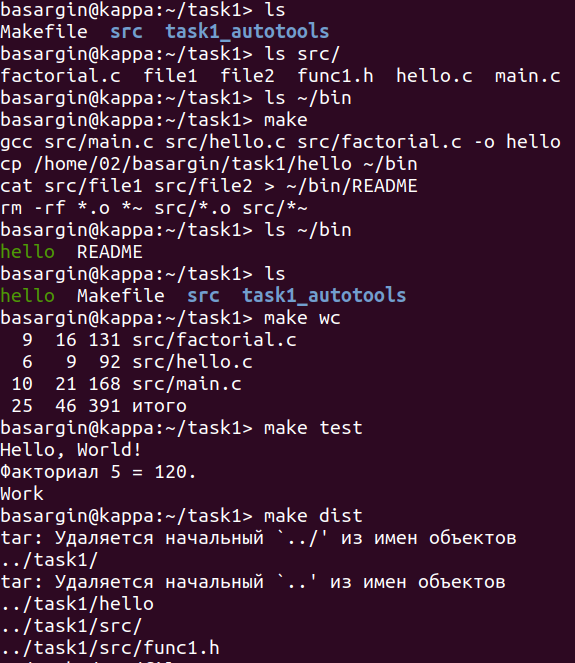 basargin@kappa:~/task1> ls
Makefile  src  task1_autotools
basargin@kappa:~/task1> ls src/
factorial.c  file1  file2  func1.h  hello.c  main.c
basargin@kappa:~/task1> ls ~/bin
basargin@kappa:~/task1> make
gcc src/main.c src/hello.c src/factorial.c -o hello
cp /home/02/basargin/task1/hello ~/bin
cat src/file1 src/file2 > ~/bin/README
rm -rf *.o *~ src/*.o src/*~
basargin@kappa:~/task1> ls ~/bin
hello  README
basargin@kappa:~/task1> ls
hello  Makefile  src  task1_autotools
basargin@kappa:~/task1> make wc
  9  16 131 src/factorial.c
  6   9  92 src/hello.c
 10  21 168 src/main.c
 25  46 391 итого
basargin@kappa:~/task1> make test
Hello, World!
Факториал 5 = 120.
Work
basargin@kappa:~/task1> make dist
tar: Удаляется начальный `../' из имен объектов
../task1/
tar: Удаляется начальный `..' из имен объектов
../task1/hello
../task1/src/
../task1/src/func1.h